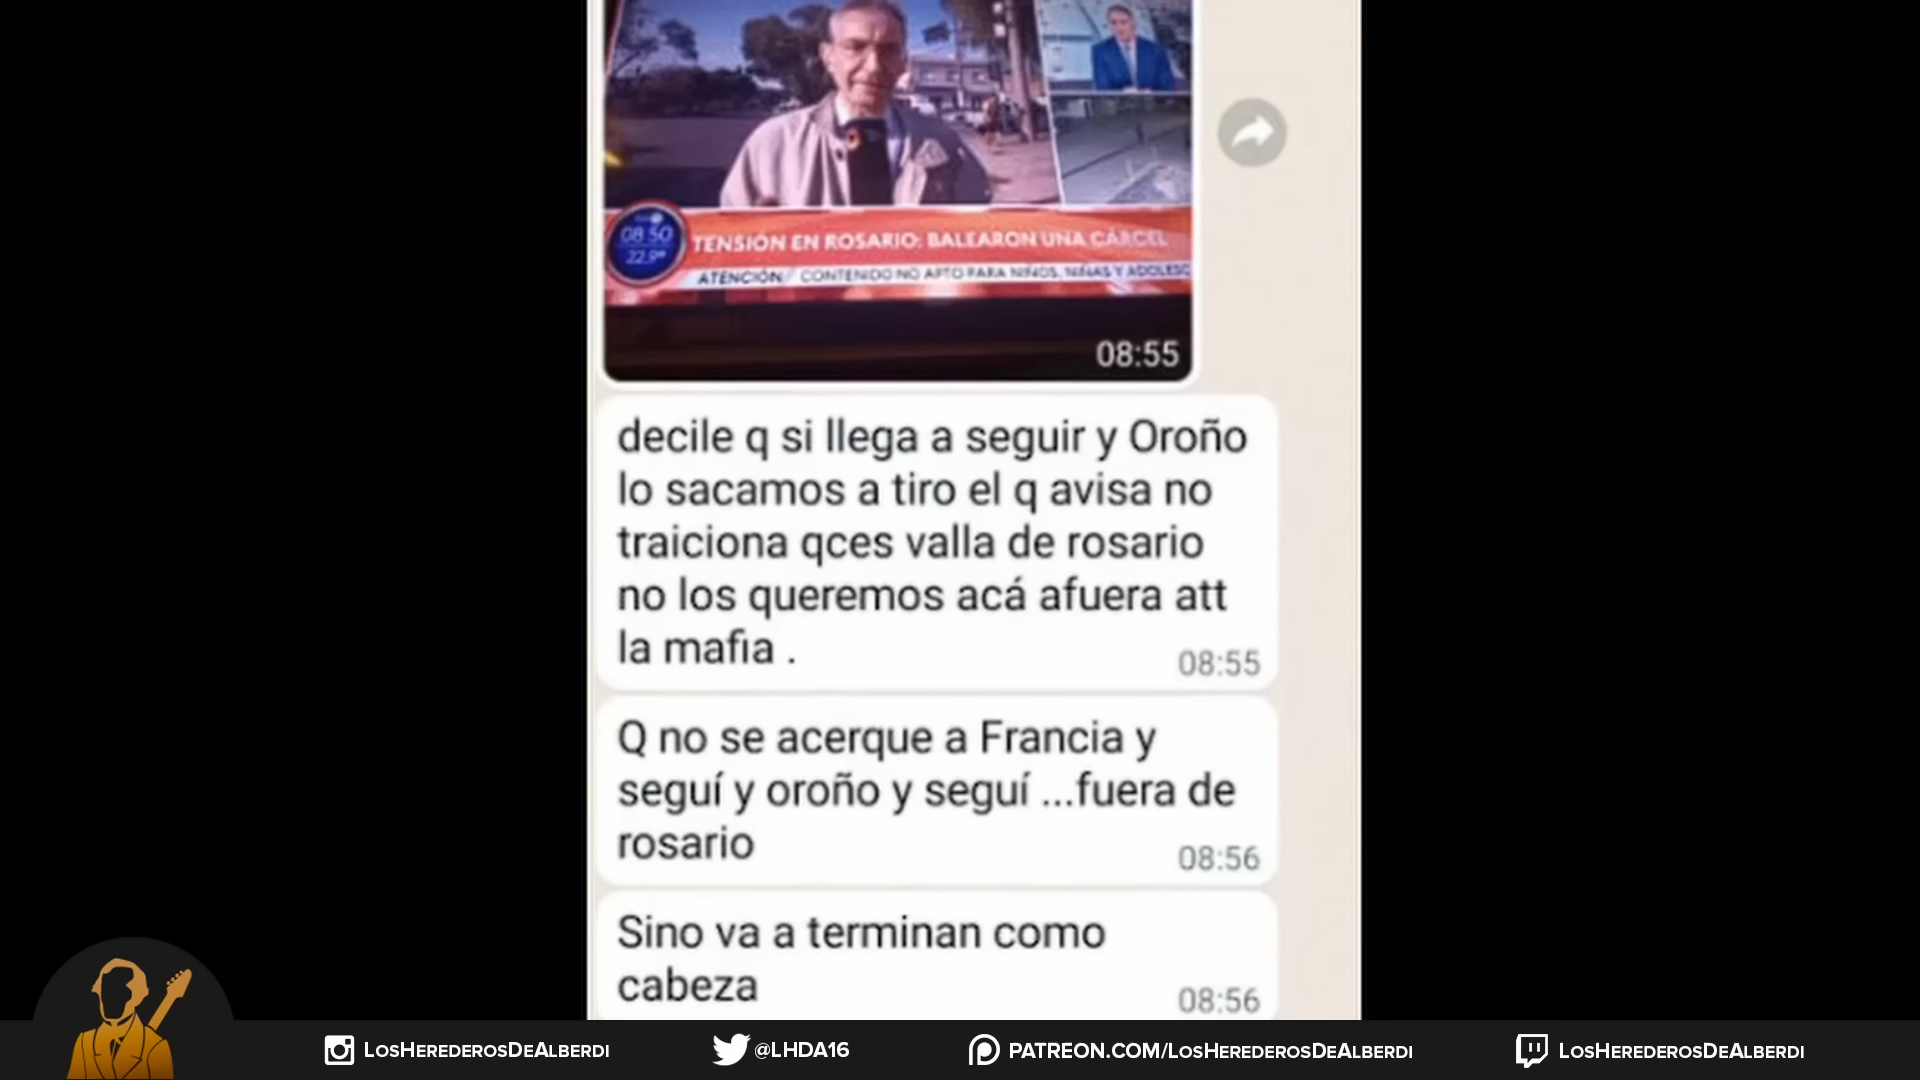 08:50
22.9°
TENSIÓN EN ROSARIO: BALEARON UNA CÁRCEL
ATENCIÓN / CONTENIDO NO APTO PARA NIÑOS, NIÑAS Y ADOLESC
08:55
decile q si llega a seguir y Oroño
lo sacamos a tiro el q avisa no
traiciona qces valla de rosario
no los queremos acá afuera att
la mafia .
08:55
Q no se acerque a Francia y
seguí y oroño y seguí ...fuera de
rosario
08:56
Sino va a terminan como
cabeza
08:56
LOSHEREDEROSDEALBERDI
@LHDA16
PATREON.COM/LOSHEREDEROSDEALBERDI
LOSHEREDEROSDEALBERDI